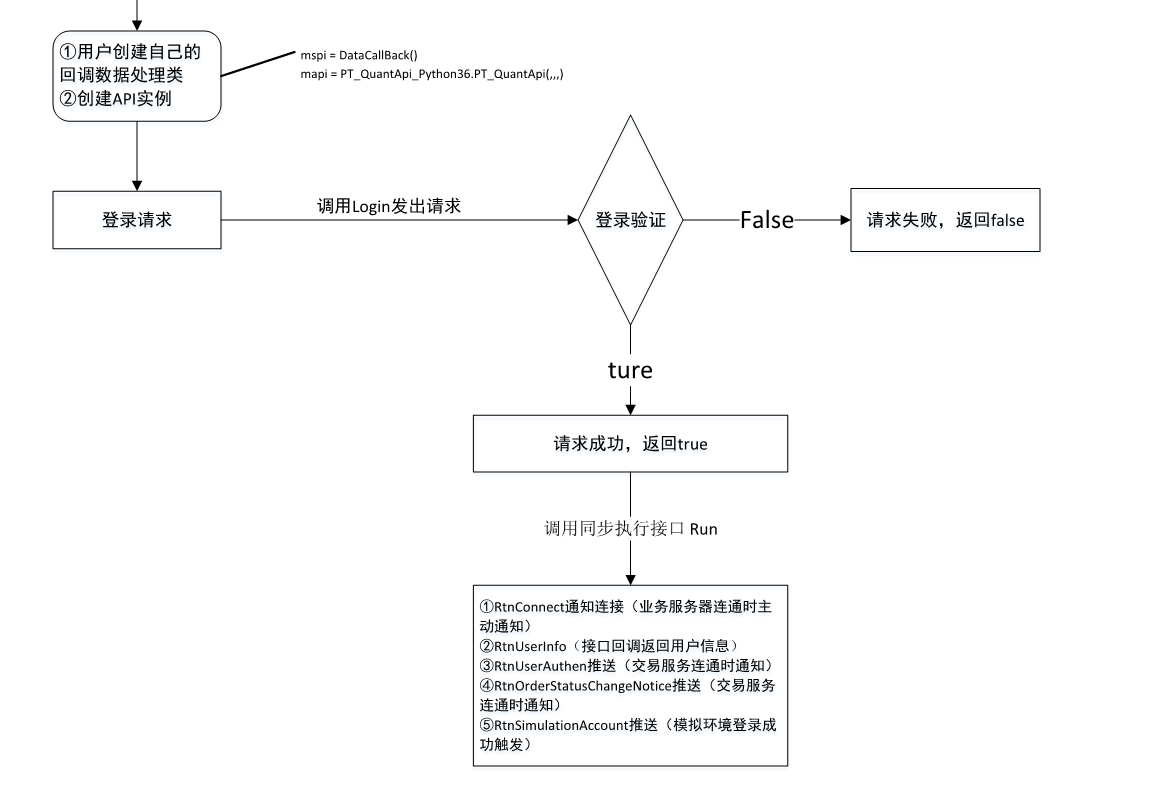 ①用户创建自己的
回调数据处理类
②创建API实例
mspi = DataCallBack()
mapi = PT_QuantApi_Python36.PT_QuantApi(,,,)
登录请求
调用Login发出请求
登录验证
False
请求失败，返回false
ture
请求成功，返回true
调用同步执行接口 Run
①RtnConnect通知连接（业务服务器连通时主
动通知）
②RtnUserInfo（接口回调返回用户信息）
③RtnUserAuthen推送（交易服务连通时通知）
④RtnOrderStatusChangeNotice推送（交易服务
连通时通知）
⑤RtnSimulationAccount推送（模拟环境登录成
功触发）